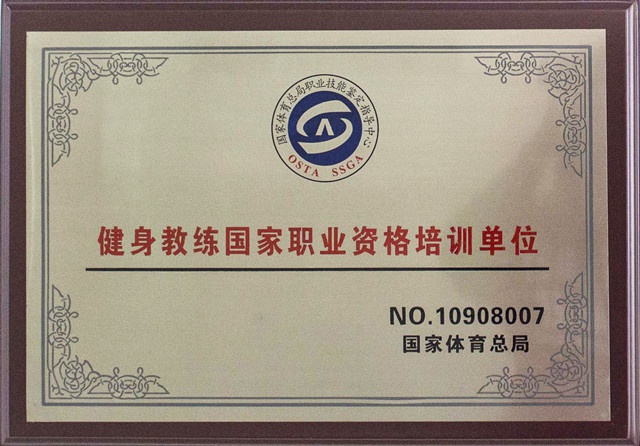 国家体育总局职业技能鉴定指导中心
OSTA SSGA
健身教练国家职业资格培训单位
NO.10908007
国家体育总局